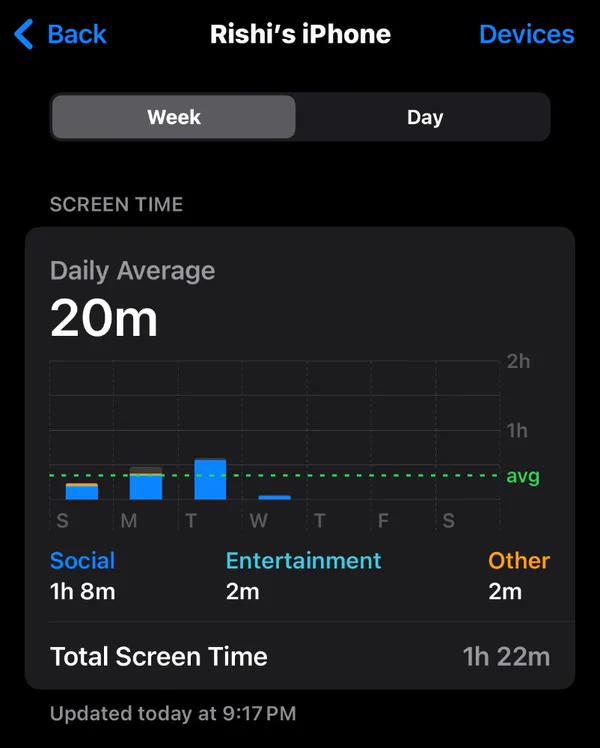 Back Rishi’s iPhone Devices
Week Day
SCREEN TIME
Daily Average
20m
2h
1h
avg
S M T W T F S
Social Entertainment Other
1h 8m 2m 2m
Total Screen Time 1h 22m
Updated today at 9:17 PM